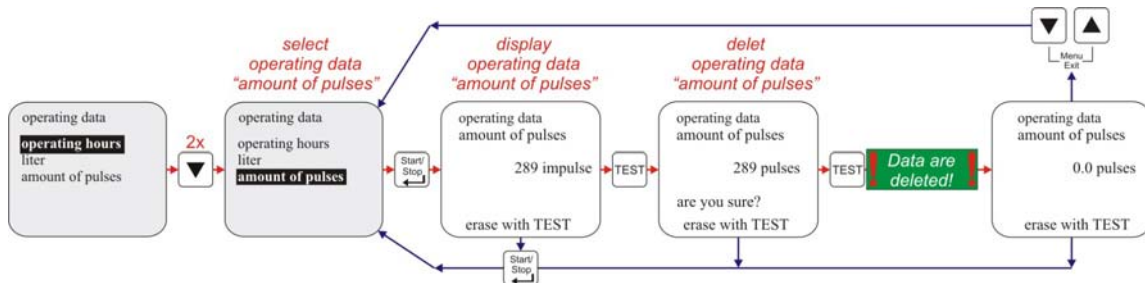 select
operating data
“amount of pulses”
display
operating data
“amount of pulses”
delet
operating data
“amount of pulses”
Menu
Exit
operating data
operating hours
liter
amount of pulses
2x
operating data
operating hours
liter
amount of pulses
Start/
Stop
operating data
amount of pulses
289 impulse
erase with TEST
TEST
operating data
amount of pulses
289 pulses
are you sure?
erase with TEST
TEST
! Data are !
deleted!
operating data
amount of pulses
0.0 pulses
erase with TEST
Start/
Stop